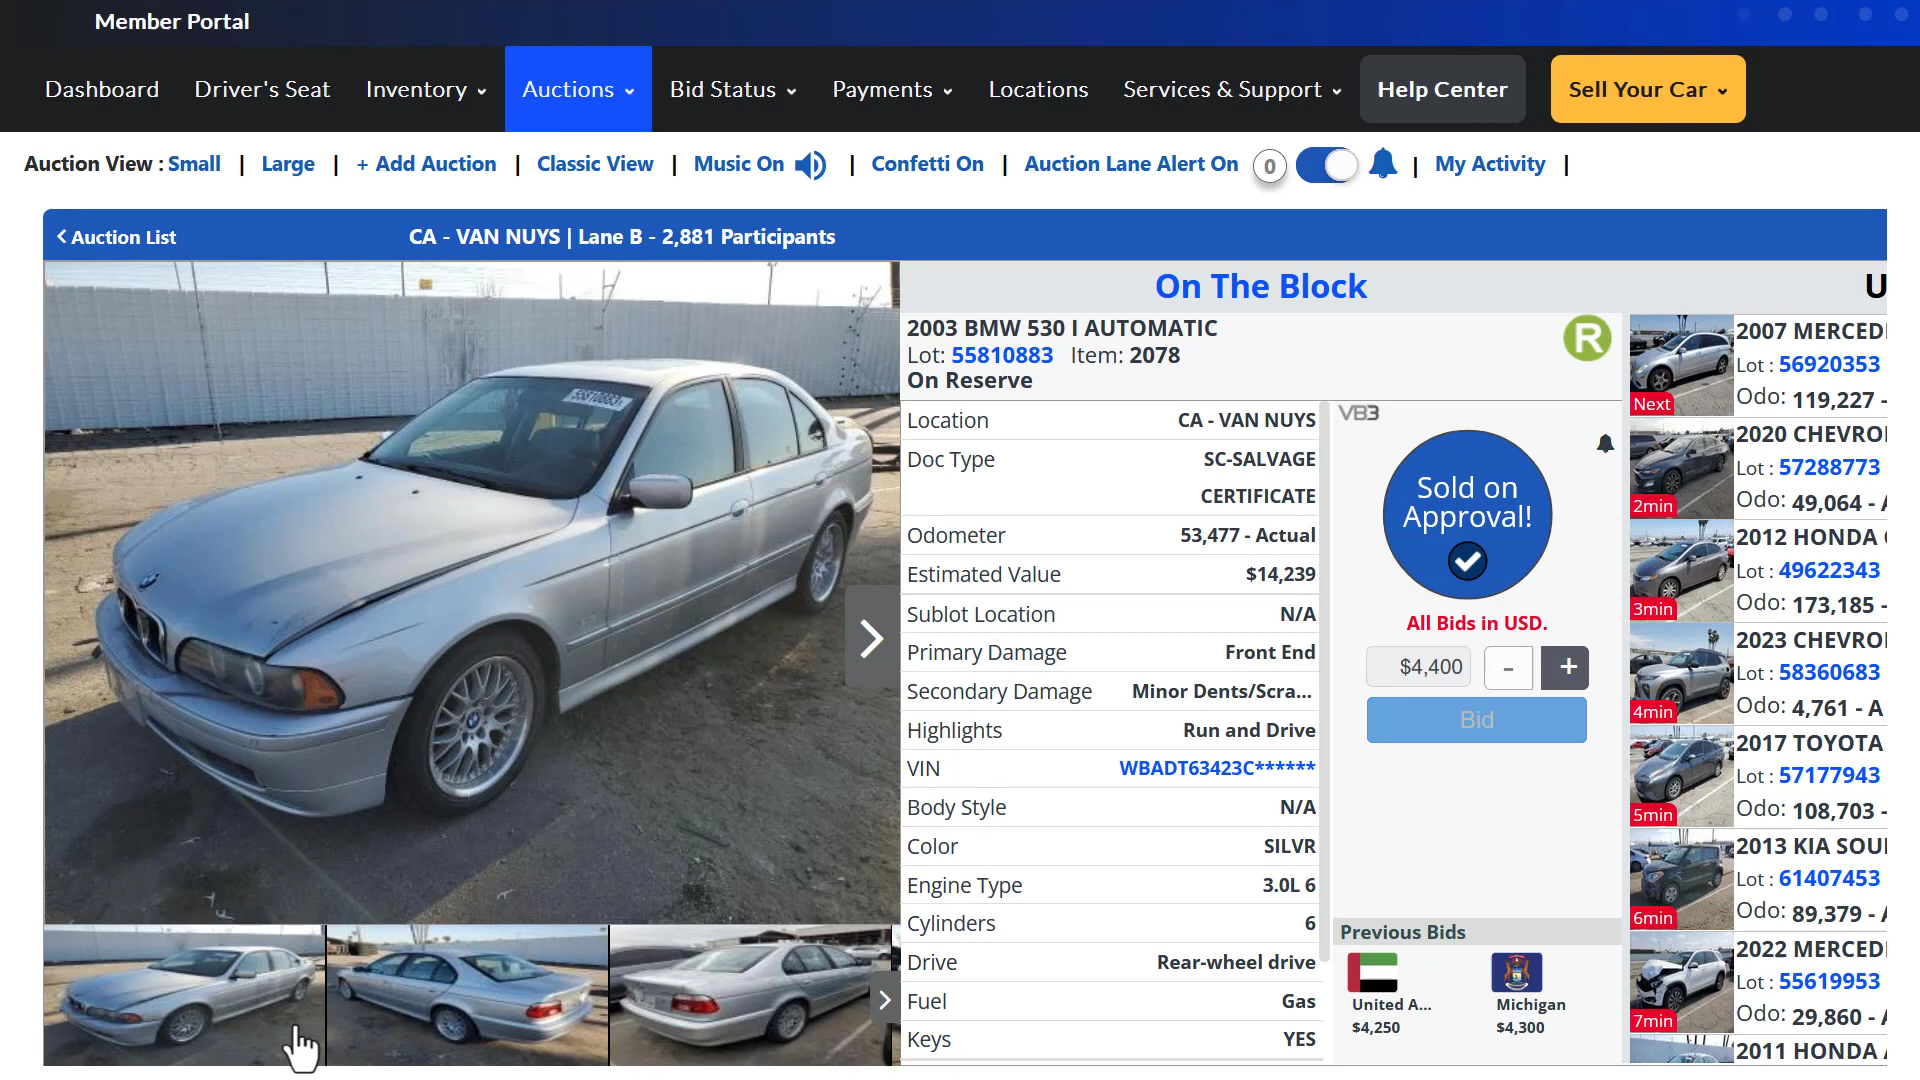 Member Portal
Dashboard Driver's Seat Inventory Auctions Bid Status Payments Locations Services & Support Help Center Sell Your Car
Auction View : Small | Large | + Add Auction | Classic View | Music On | Confetti On | Auction Lane Alert On 0 | My Activity |
Auction List
CA - VAN NUYS | Lane B - 2,881 Participants
55810883
On The Block
U
2003 BMW 530 I AUTOMATIC
Lot: 55810883 Item: 2078
On Reserve
R
Location CA - VAN NUYS
Doc Type SC-SALVAGE
CERTIFICATE
Odometer 53,477 - Actual
Estimated Value $14,239
Sublot Location N/A
Primary Damage Front End
Secondary Damage Minor Dents/Scra...
Highlights Run and Drive
VIN WBADT63423C******
Body Style N/A
Color SILVR
Engine Type 3.0L 6
Cylinders 6
Drive Rear-wheel drive
Fuel Gas
Keys YES
VB3
Sold on
Approval!
All Bids in USD.
$4,400 - +
Bid
Previous Bids
United A...
$4,250
Michigan
$4,300
2007 MERCED
Lot : 56920353
Odo: 119,227 -
Next
2020 CHEVRO
Lot : 57288773
Odo: 49,064 - A
2min
2012 HONDA
Lot : 49622343
Odo: 173,185 -
3min
2023 CHEVRO
Lot : 58360683
Odo: 4,761 - A
4min
2017 TOYOTA
Lot : 57177943
Odo: 108,703 -
5min
2013 KIA SOU
Lot : 61407453
Odo: 89,379 - A
6min
2022 MERCED
Lot : 55619953
Odo: 29,860 - A
7min
2011 HONDA A